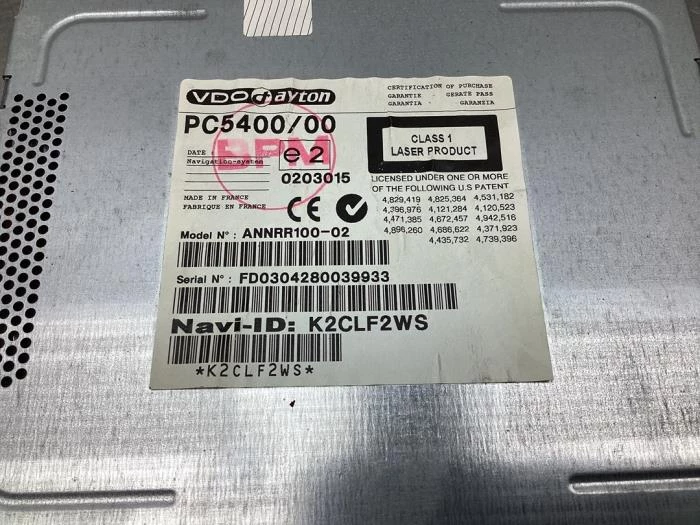 VDO dayton
CERTIFICATION OF PURCHASE
GARANTIE - GERATE PASS
GARANTIA - GARANZIA
PC5400/00
BPM
DATE:
Navigation-system
e2
0203015
CLASS 1
LASER PRODUCT
MADE IN FRANCE
FABRIQUE EN FRANCE
CE
LICENSED UNDER ONE OR MORE
OF THE FOLLOWING U.S PATENT
4,829,419 4,825,364 4,531,182
4,396,976 4,121,284 4,120,523
4,471,385 4,672,457 4,942,516
4,896,260 4,686,622 4,371,923
4,435,732 4,739,396
Model N°: ANNRR100-02
Serial N°: FD0304280039933
Navi-ID: K2CLF2WS
*K2CLF2WS*